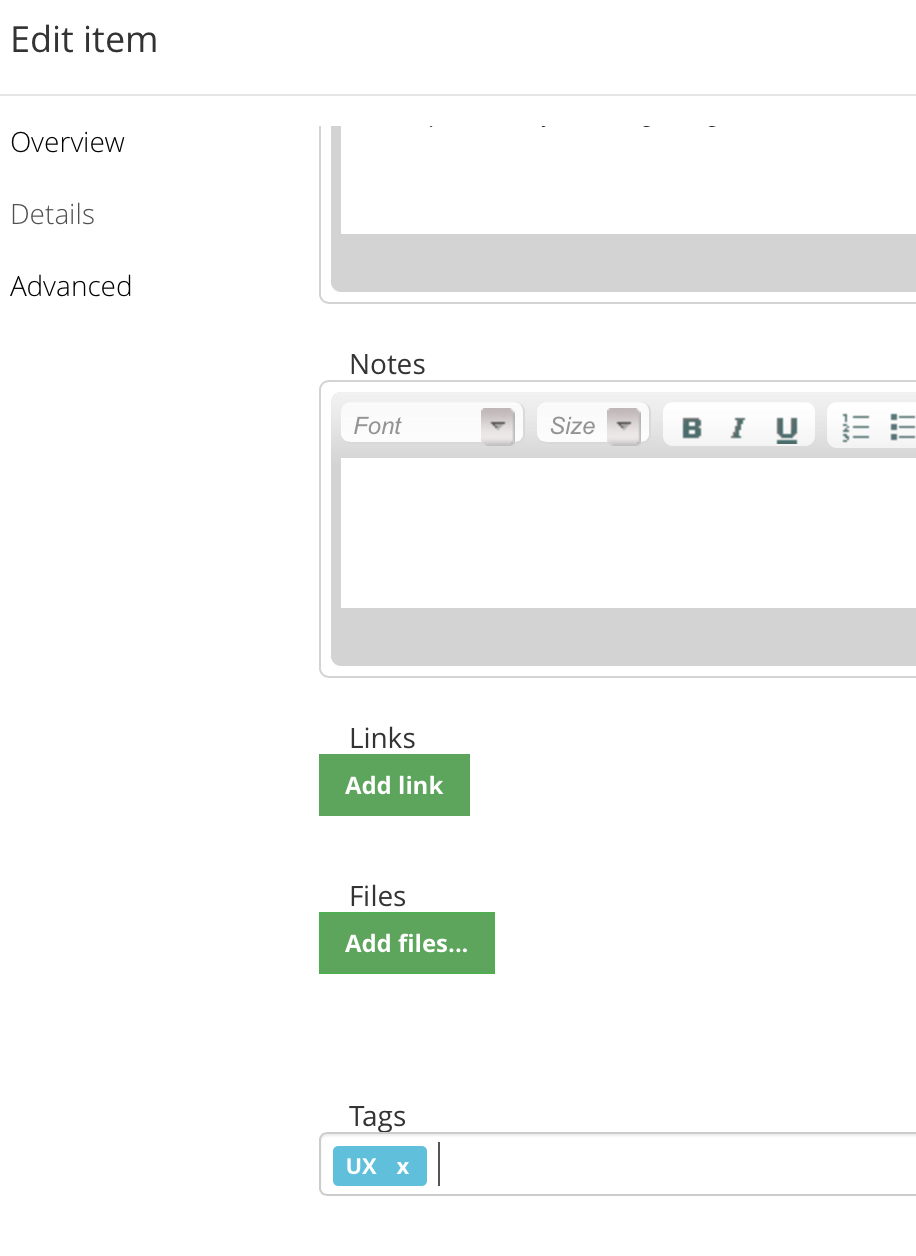 Edit item
Overview
Details
Advanced
Notes
Font
Size
B I U
Links
Add link
Files
Add files...
Tags
UX x